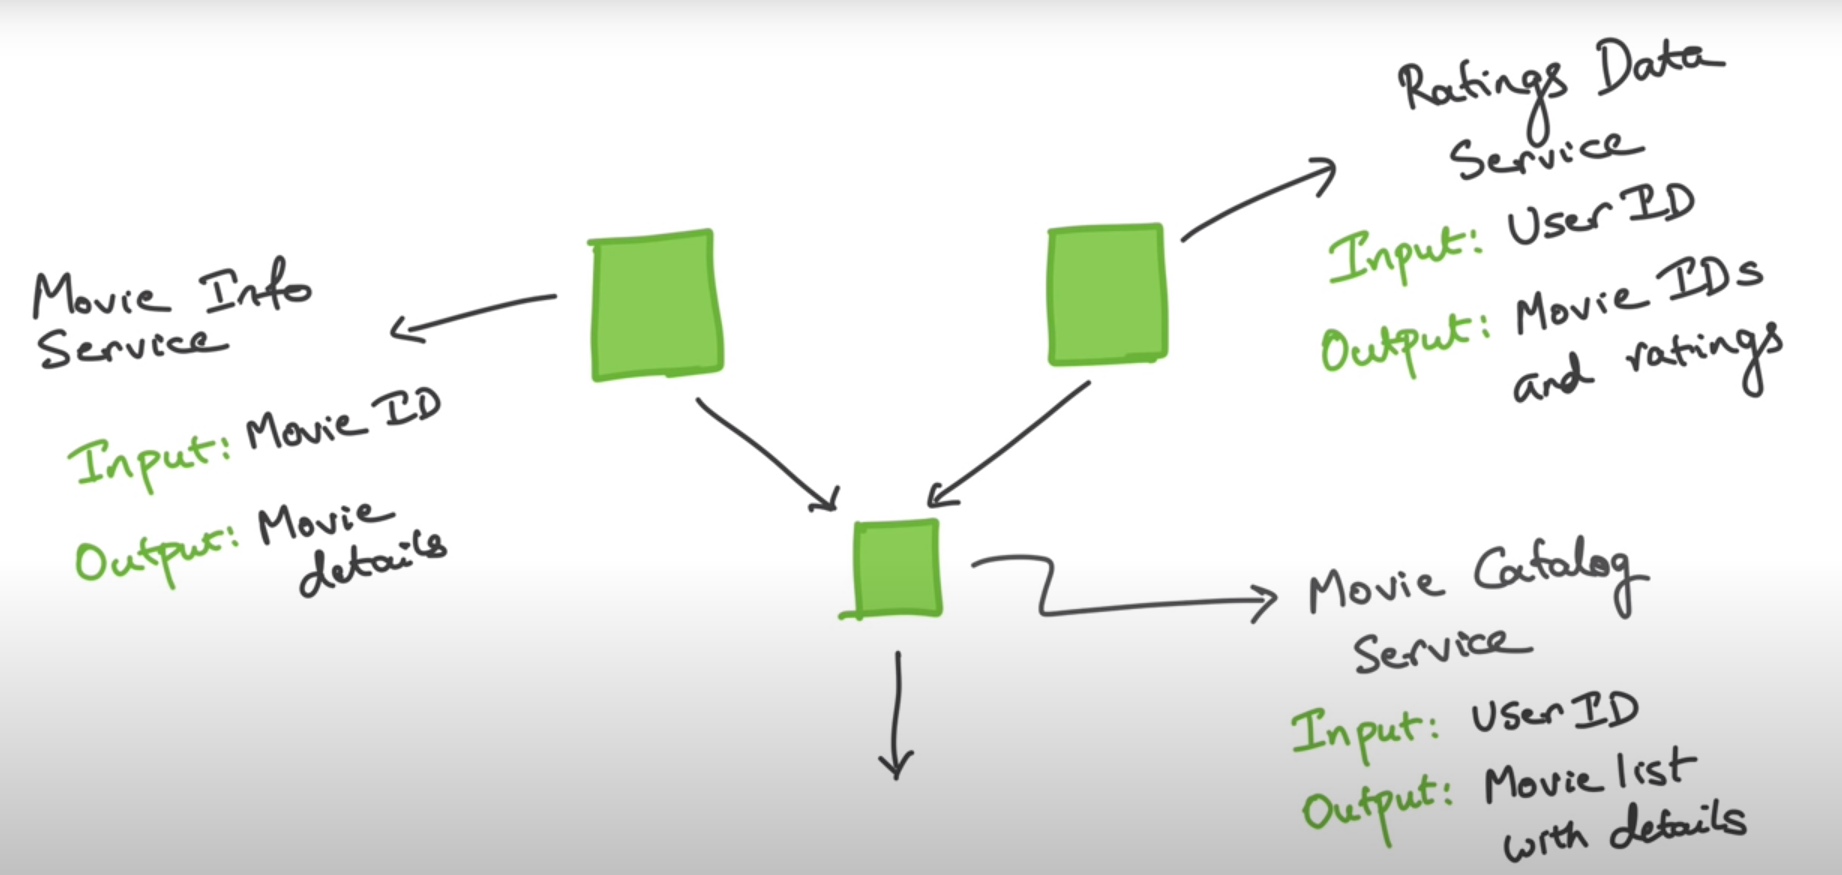 Movie Info
Service
Input: Movie ID
Output: Movie
details
Ratings Data
Service
Input: User ID
Output: Movie IDs
and ratings
Movie Catalog
Service
Input: User ID
Output: Movie list
with details